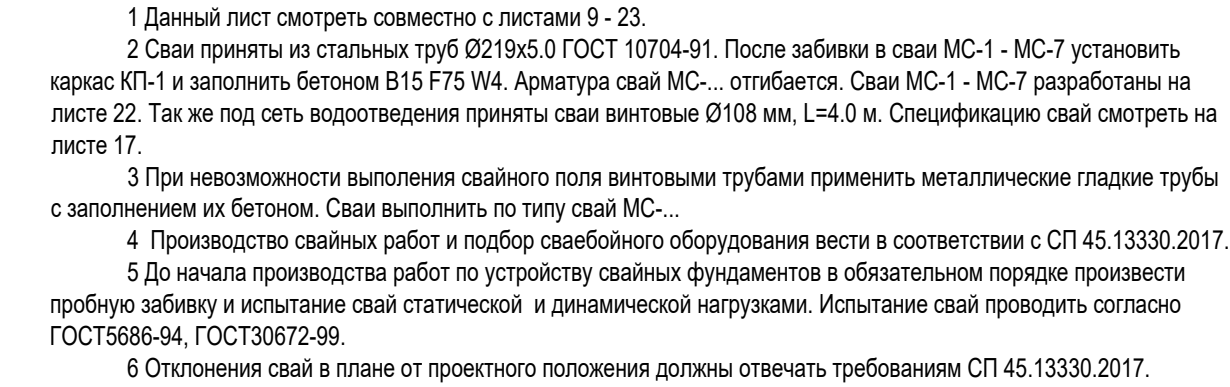 1 Данный лист смотреть совместно с листами 9 - 23.
2 Сваи приняты из стальных труб Ø219х5.0 ГОСТ 10704-91. После забивки в сваи МС-1 - МС-7 установить
каркас КП-1 и заполнить бетоном В15 F75 W4. Арматура свай МС-... отгибается. Сваи МС-1 - МС-7 разработаны на
листе 22. Так же под сеть водоотведения приняты сваи винтовые Ø108 мм, L=4.0 м. Спецификацию свай смотреть на
листе 17.
3 При невозможности выполения свайного поля винтовыми трубами применить металлические гладкие трубы
с заполнением их бетоном. Сваи выполнить по типу свай МС-...
4 Производство свайных работ и подбор сваебойного оборудования вести в соответствии с СП 45.13330.2017.
5 До начала производства работ по устройству свайных фундаментов в обязательном порядке произвести
пробную забивку и испытание свай статической и динамической нагрузками. Испытание свай проводить согласно
ГОСТ5686-94, ГОСТ30672-99.
6 Отклонения свай в плане от проектного положения должны отвечать требованиям СП 45.13330.2017.